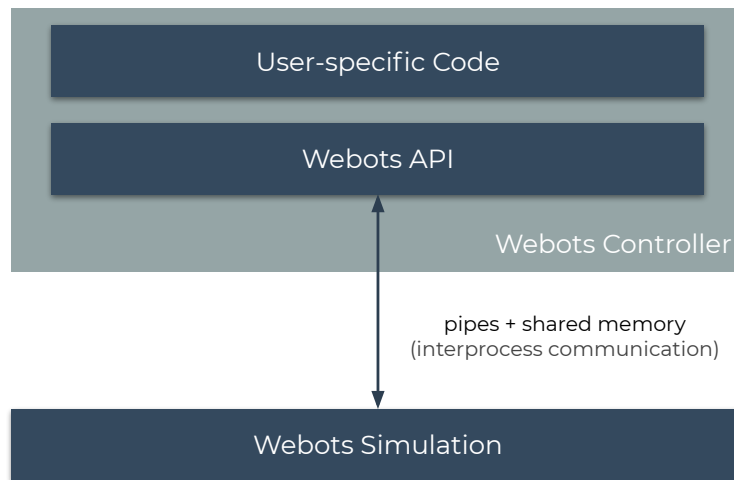 User-specific Code
Webots API
Webots Controller
pipes + shared memory
(interprocess communication)
Webots Simulation